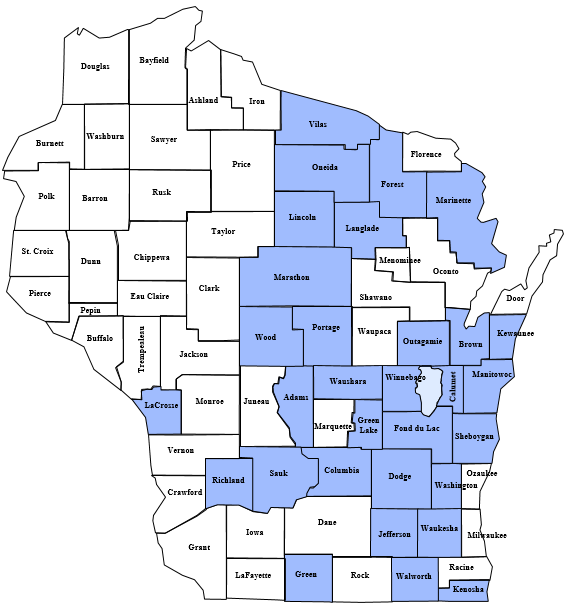 Douglas
Bayfield
Ashland
Iron
Vilas
Burnett
Washburn
Sawyer
Price
Oneida
Florence
Forest
Marinette
Polk
Barron
Rusk
Lincoln
Langlade
Taylor
St. Croix
Dunn
Chippewa
Menominee
Oconto
Marathon
Clark
Pierce
Eau Claire
Shawano
Door
Pepin
Buffalo
Trempealeau
Jackson
Wood
Portage
Waupaca
Outagamie
Brown
Kewaunee
LaCrosse
Monroe
Juneau
Adams
Waushara
Winnebago
Calumet
Manitowoc
Marquette
Green
Lake
Fond du Lac
Sheboygan
Vernon
Richland
Sauk
Columbia
Dodge
Washington
Ozaukee
Crawford
Grant
Iowa
Dane
Jefferson
Waukesha
Milwaukee
LaFayette
Green
Rock
Walworth
Racine
Kenosha